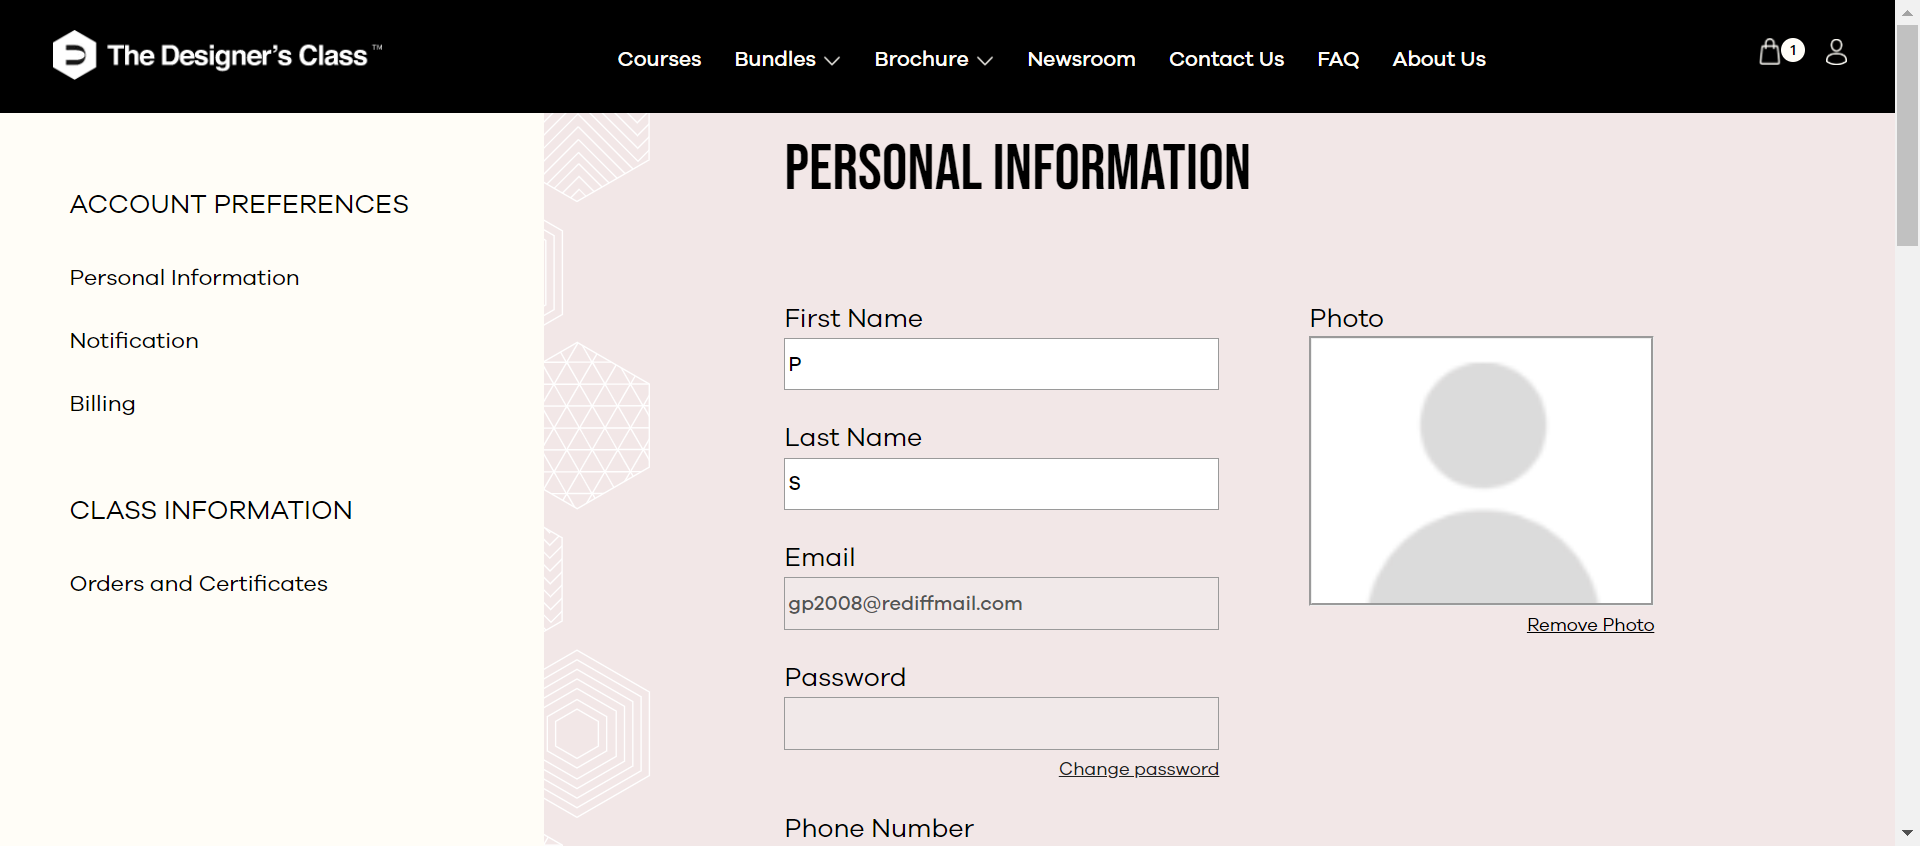 The Designer's Class™
Courses
Bundles
Brochure
Newsroom
Contact Us
FAQ
About Us
1
ACCOUNT PREFERENCES
Personal Information
Notification
Billing
CLASS INFORMATION
Orders and Certificates
PERSONAL INFORMATION
First Name
P
Last Name
S
Email
gp2008@rediffmail.com
Password
Change password
Phone Number
Photo
Remove Photo